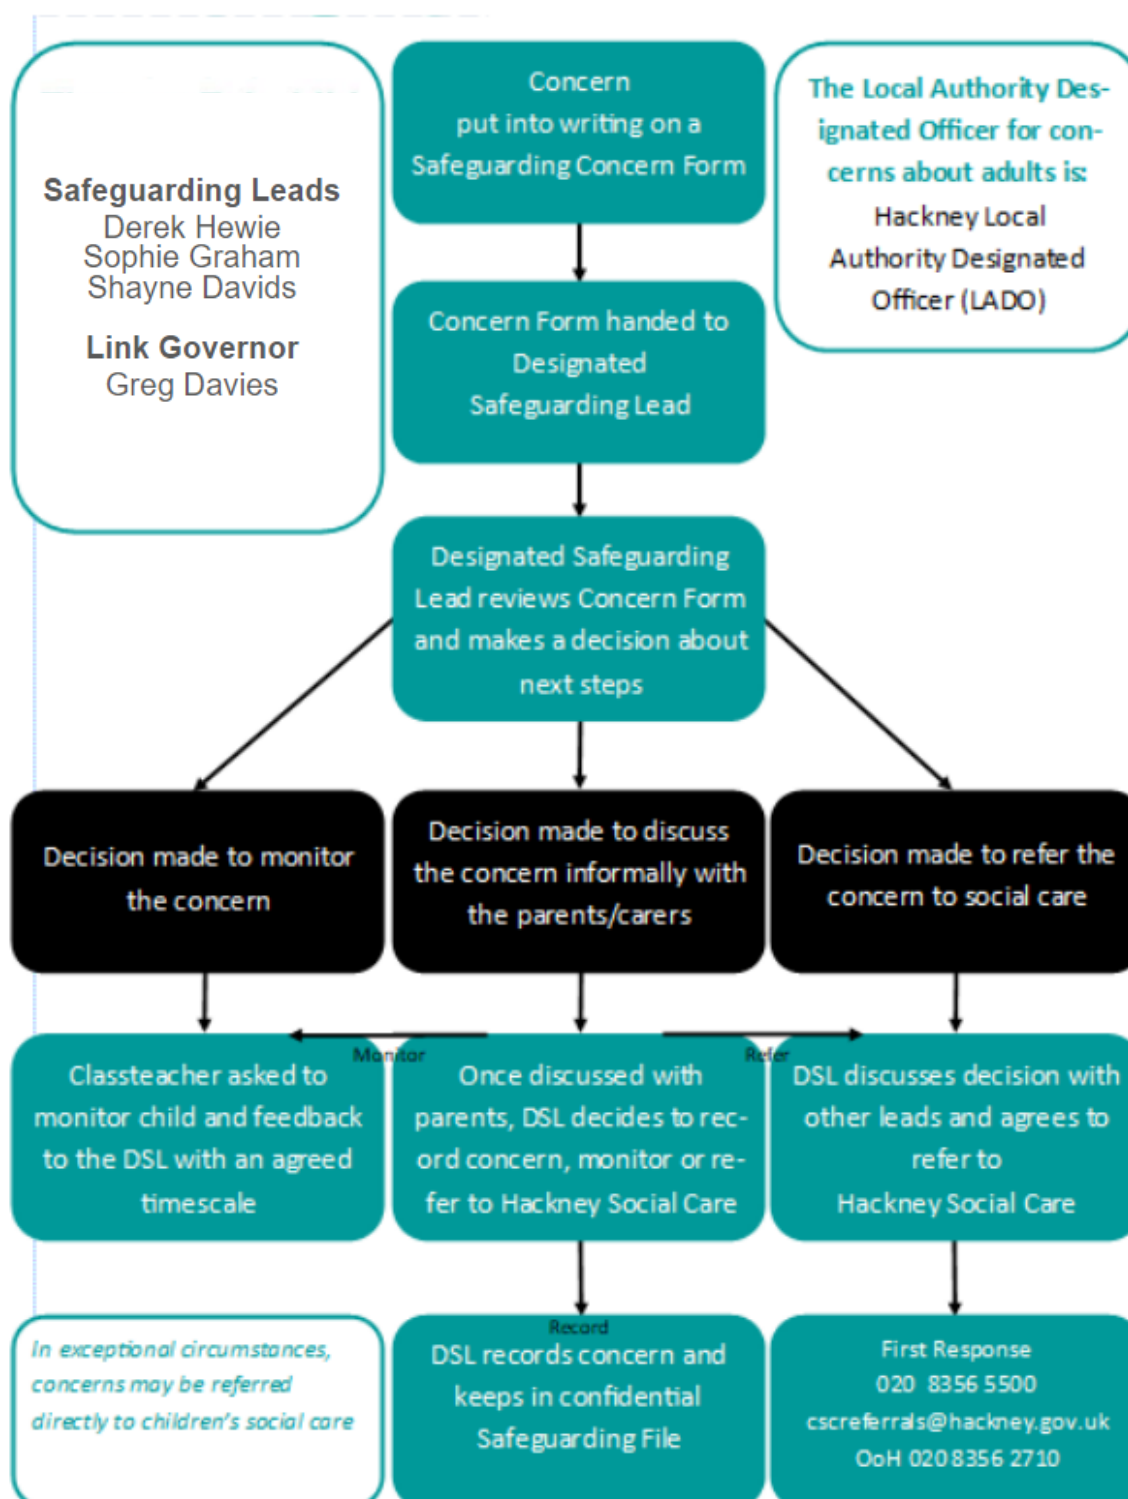 Safeguarding Leads
Derek Hewie
Sophie Graham
Shayne Davids
Link Governor
Greg Davies
Concern
put into writing on a
Safeguarding Concern Form
The Local Authority Des-
ignated Officer for con-
cerns about adults is:
Hackney Local
Authority Designated
Officer (LADO)
Concern Form handed to
Designated
Safeguarding Lead
Designated Safeguarding
Lead reviews Concern Form
and makes a decision about
next steps
Decision made to monitor
the concern
Decision made to discuss
the concern informally with
the parents/carers
Decision made to refer the
concern to social care
Monitor
Refer
Classteacher asked to
monitor child and feedback
to the DSL with an agreed
timescale
Once discussed with
parents, DSL decides to rec-
ord concern, monitor or re-
fer to Hackney Social Care
DSL discusses decision with
other leads and agrees to
refer to
Hackney Social Care
In exceptional circumstances,
concerns may be referred
directly to children's social care
Record
DSL records concern and
keeps in confidential
Safeguarding File
First Response
020 8356 5500
cscreferrals@hackney.gov.uk
OoH 020 8356 2710